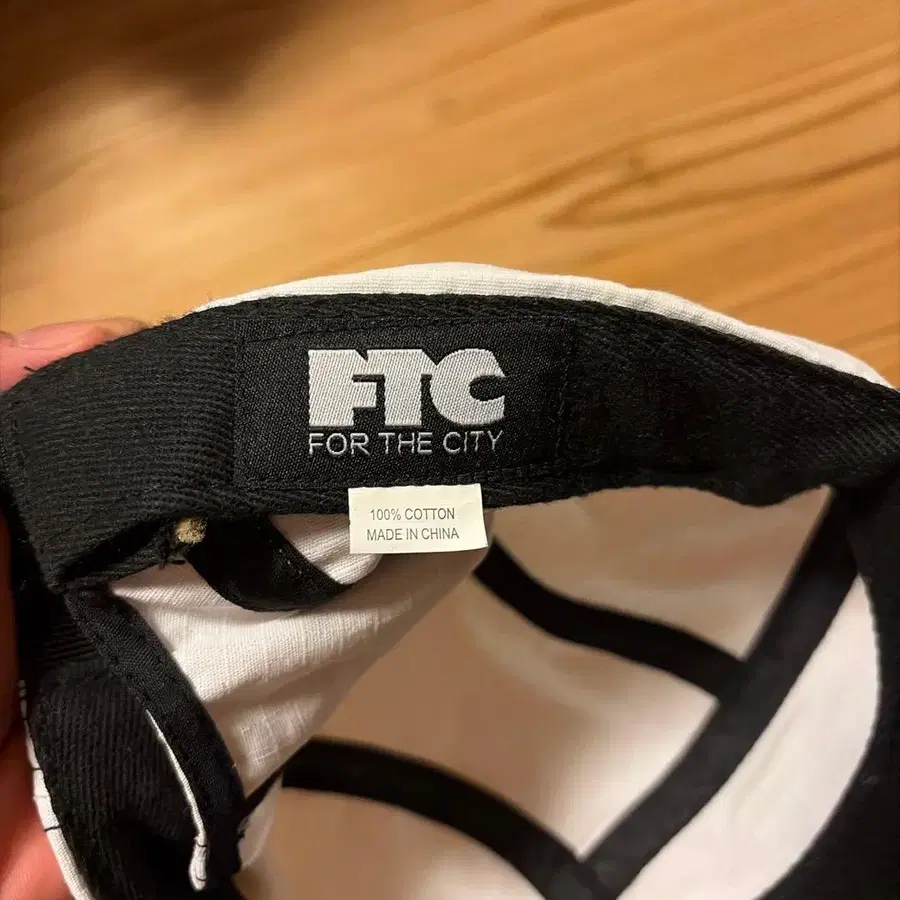 FTC
FOR THE CITY
100% COTTON
MADE IN CHINA